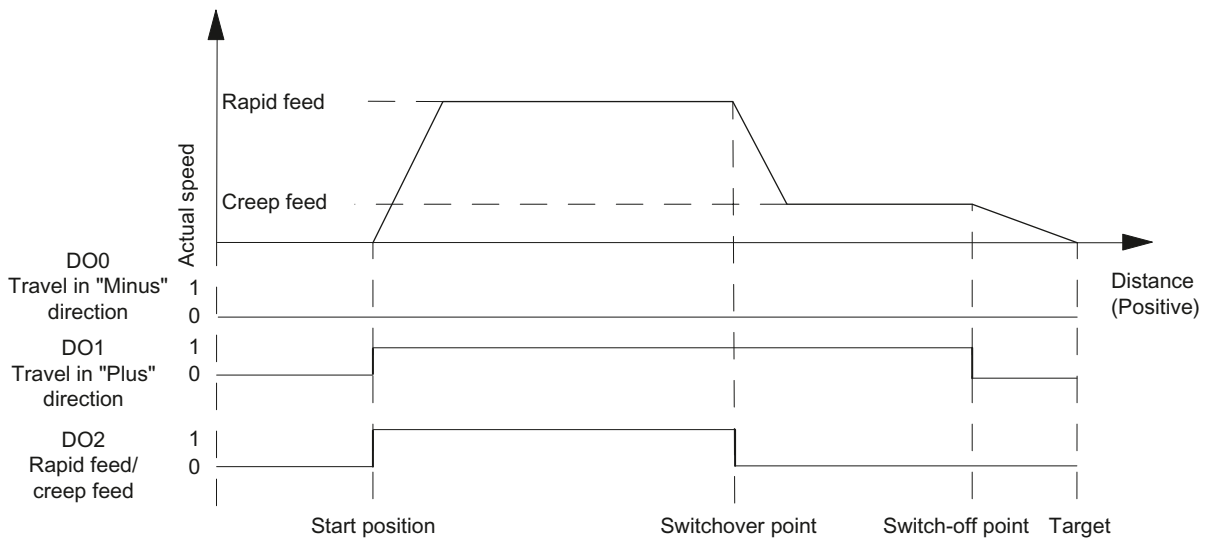 Rapid feed
Creep feed
Actual speed
Distance
(Positive)
DO0
Travel in "Minus"
direction
1
0
DO1
Travel in "Plus"
direction
1
0
DO2
Rapid feed/
creep feed
1
0
Start position
Switchover point
Switch-off point
Target